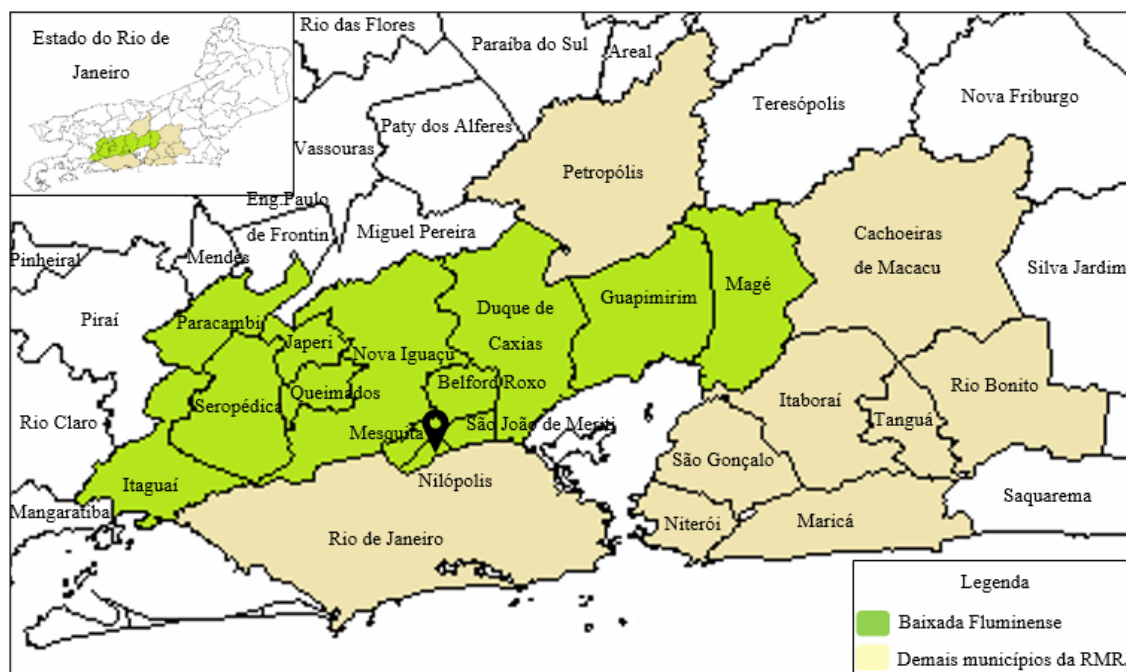 Estado do Rio de
Janeiro
Rio das Flores
Paraíba do Sul
Areal
Teresópolis
Nova Friburgo
Paty dos Alferes
Vassouras
Petropólis
Eng.Paulo
de Frontin
Miguel Pereira
Mendes
Pinheiral
Piraí
Cachoeiras
de Macacu
Silva Jardim
Magé
Guapimirim
Duque de
Caxias
Paracambi
Japeri
Nova Iguaçu
Queimados
Belford Roxo
Seropédica
Rio Bonito
Itaboraí
Tanguá
Rio Claro
Mesquita
São João de Meriti
São Gonçalo
Itaguaí
Nilópolis
Mangaratiba
Saquarema
Niterói
Maricá
Rio de Janeiro
Legenda
Baixada Fluminense
Demais municípios da RMR